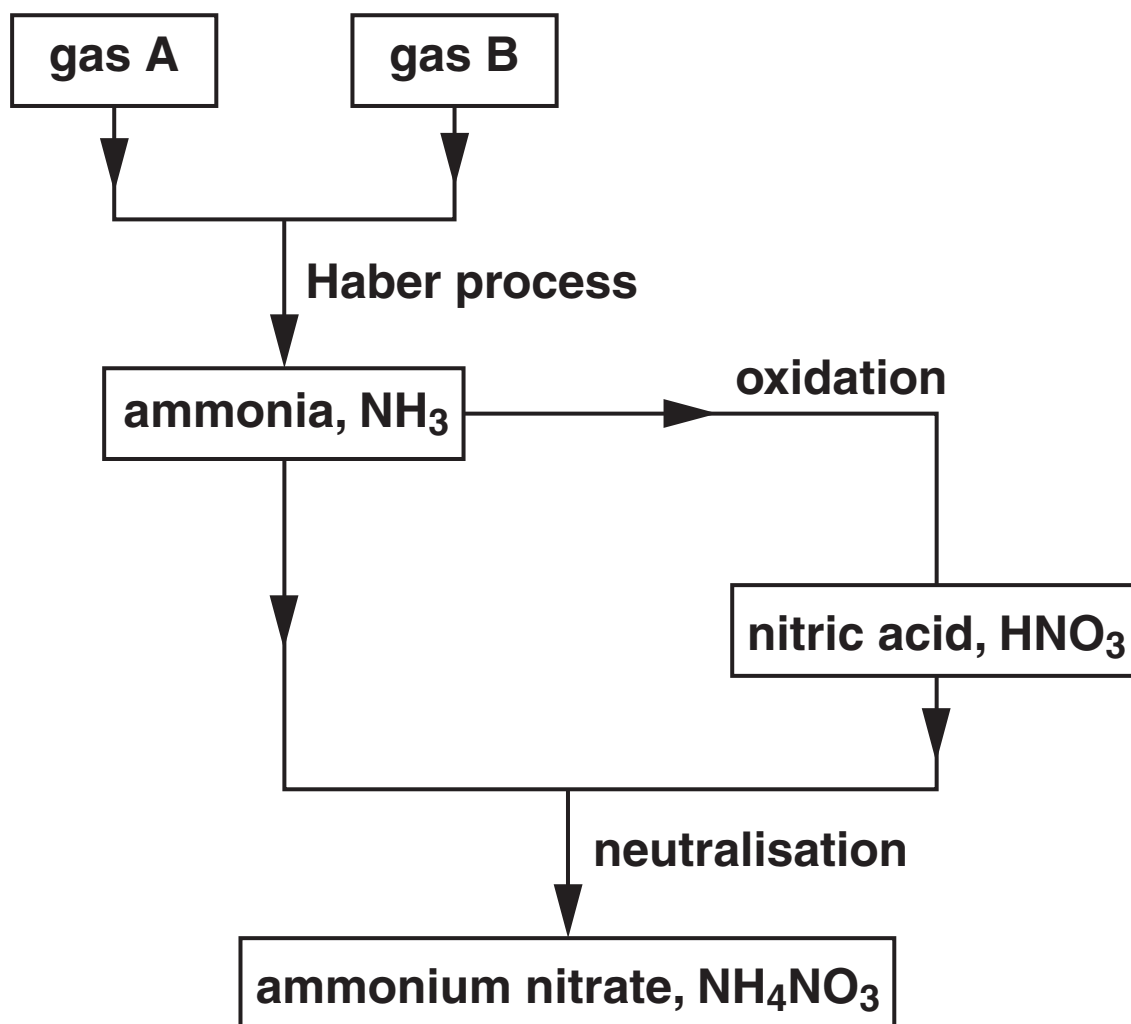 gas A
gas B
Haber process
oxidation
ammonia, NH₃
nitric acid, HNO₃
neutralisation
ammonium nitrate, NH₄NO₃